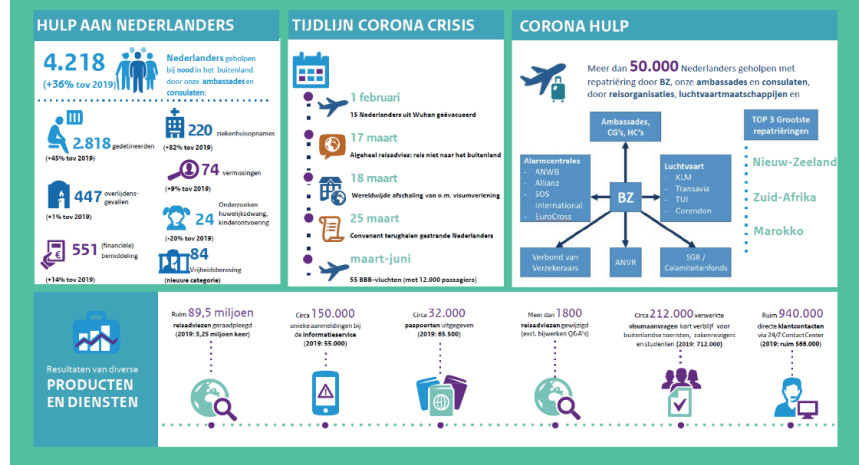 HULP AAN NEDERLANDERS
4.218
(+36% tov 2019)
Nederlanders geholpen
bij nood in het buitenland
door onze ambassades en
consulaten:
2.818 gedetineerden
(+45% tov 2019)
220 ziekenhuisopnames
(+82% tov 2019)
74 vermissingen
(+9% tov 2019)
447 overlijdens-
gevallen
(+1% tov 2019)
24
Onderzoeken
huwelijksdwang,
kinderontvoering
(-20% tov 2019)
551 (financiële)
bemiddeling
(+14% tov 2019)
84
Vrijheidsberoving
(nieuwe categorie)
TIJDLIJN CORONA CRISIS
1 februari
15 Nederlanders uit Wuhan geëvacueerd
17 maart
Algeheel reisadvies: reis niet naar het buitenland
18 maart
Wereldwijde afschaling van o.m. visumverlening
25 maart
Convenant terughalen gestrande Nederlanders
maart-juni
55 BBB-vluchten (met 12.000 passagiers)
CORONA HULP
Meer dan 50.000 Nederlanders geholpen met
repatriëring door BZ, onze ambassades en consulaten,
door reisorganisaties, luchtvaartmaatschappijen en
Ambassades,
CG's, HC's
Alarmcentrales
- ANWB
- Allianz
- SOS
International
- EuroCross
BZ
Luchtvaart
- KLM
- Transavia
- TUI
- Corendon
Verbond van
Verzekeraars
ANVR
SGR /
Calamiteitenfonds
TOP 3 Grootste
repatriëringen
Nieuw-Zeeland
Zuid-Afrika
Marokko
Resultaten van diverse
PRODUCTEN
EN DIENSTEN
Ruim 89,5 miljoen
reisadviezen geraadpleegd
(2019: 3,25 miljoen keer)
Circa 150.000
unieke aanmeldingen bij
de informatieservice
(2019: 55.000)
Circa 32.000
paspoorten uitgegeven
(2019: 65.500)
Meer dan 1800
reisadviezen gewijzigd
(excl. bijwerken Q&A's)
Circa 212.000 verwerkte
visumaanvragen kort verblijf voor
buitenlandse toeristen, zakenreizigers
en studenten (2019: 712.000)
Ruim 940.000
directe klantcontacten
via 24/7 ContactCenter
(2019: ruim 566.000)